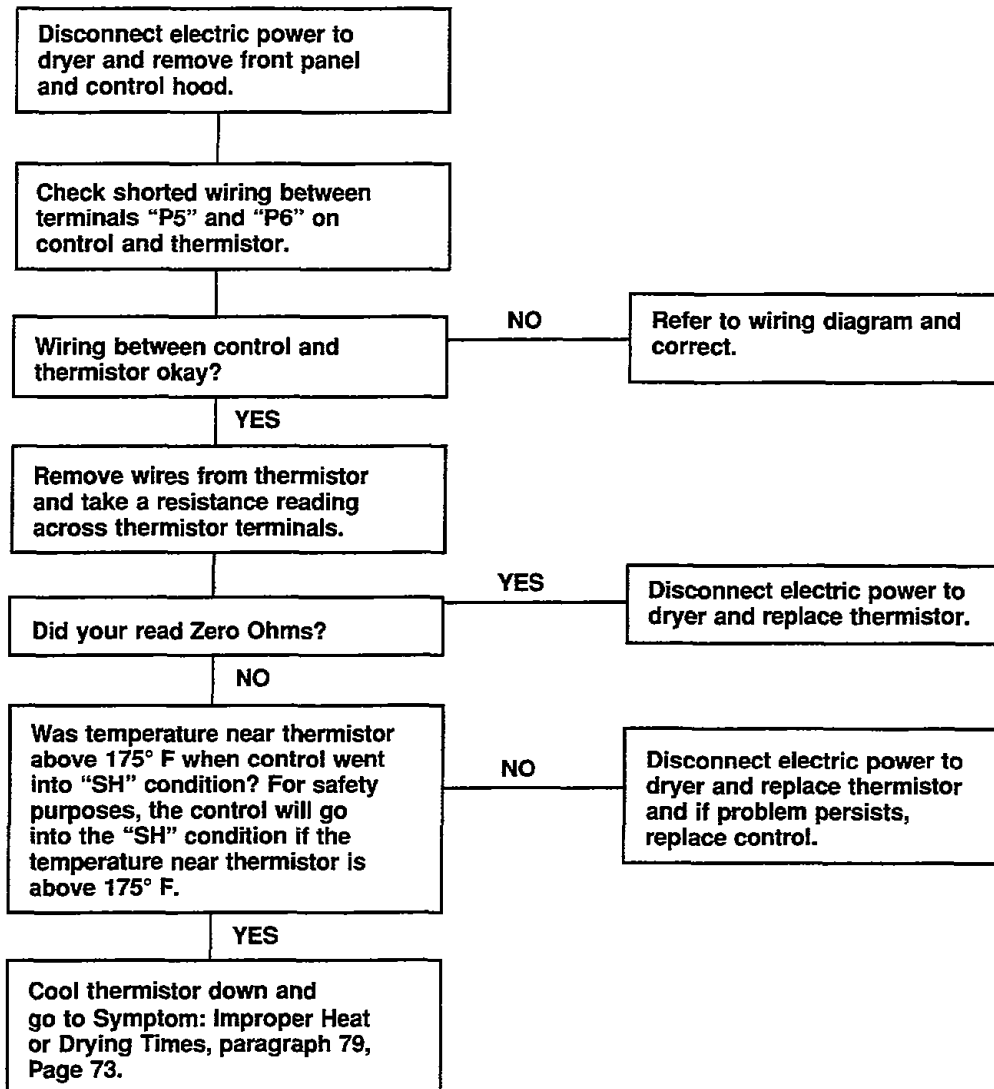 Disconnect electric power to
dryer and remove front panel
and control hood.
Check shorted wiring between
terminals “P5” and “P6” on
control and thermistor.
Wiring between control and
thermistor okay?
NO
Refer to wiring diagram and
correct.
YES
Remove wires from thermistor
and take a resistance reading
across thermistor terminals.
Did your read Zero Ohms?
YES
Disconnect electric power to
dryer and replace thermistor.
NO
Was temperature near thermistor
above 175° F when control went
into “SH” condition? For safety
purposes, the control will go
into the “SH” condition if the
temperature near thermistor is
above 175° F.
NO
Disconnect electric power to
dryer and replace thermistor
and if problem persists,
replace control.
YES
Cool thermistor down and
go to Symptom: Improper Heat
or Drying Times, paragraph 79,
Page 73.